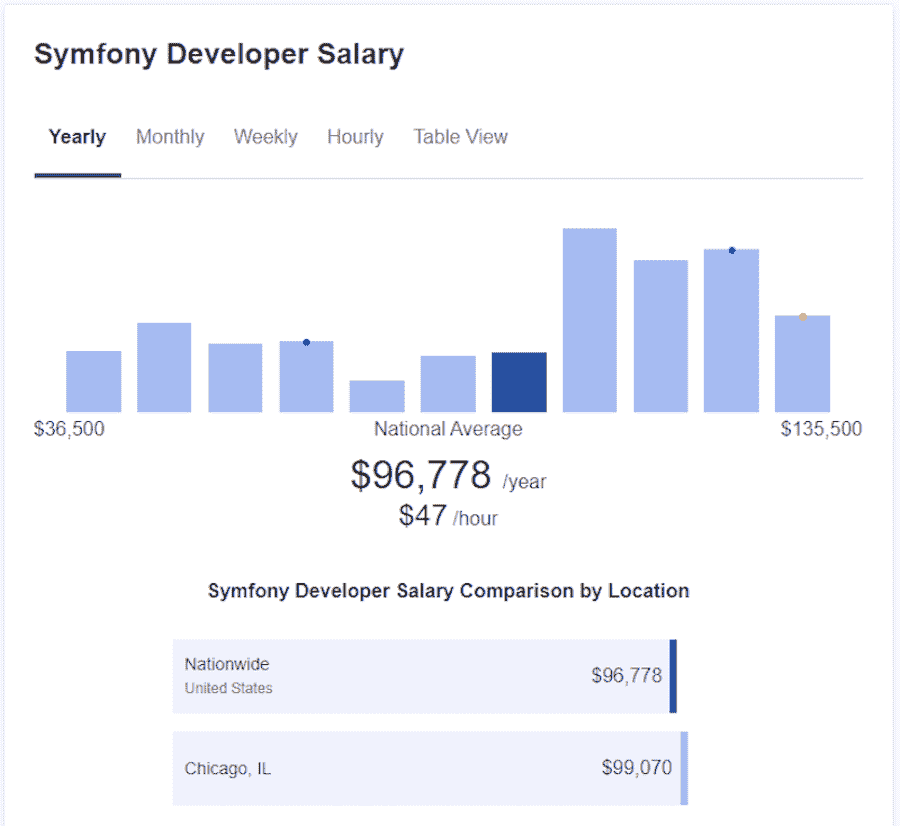 Symfony Developer Salary
Yearly Monthly Weekly Hourly Table View
$36,500 National Average $135,500
$96,778 /year
$47 /hour
Symfony Developer Salary Comparison by Location
Nationwide
United States
$96,778
Chicago, IL
$99,070